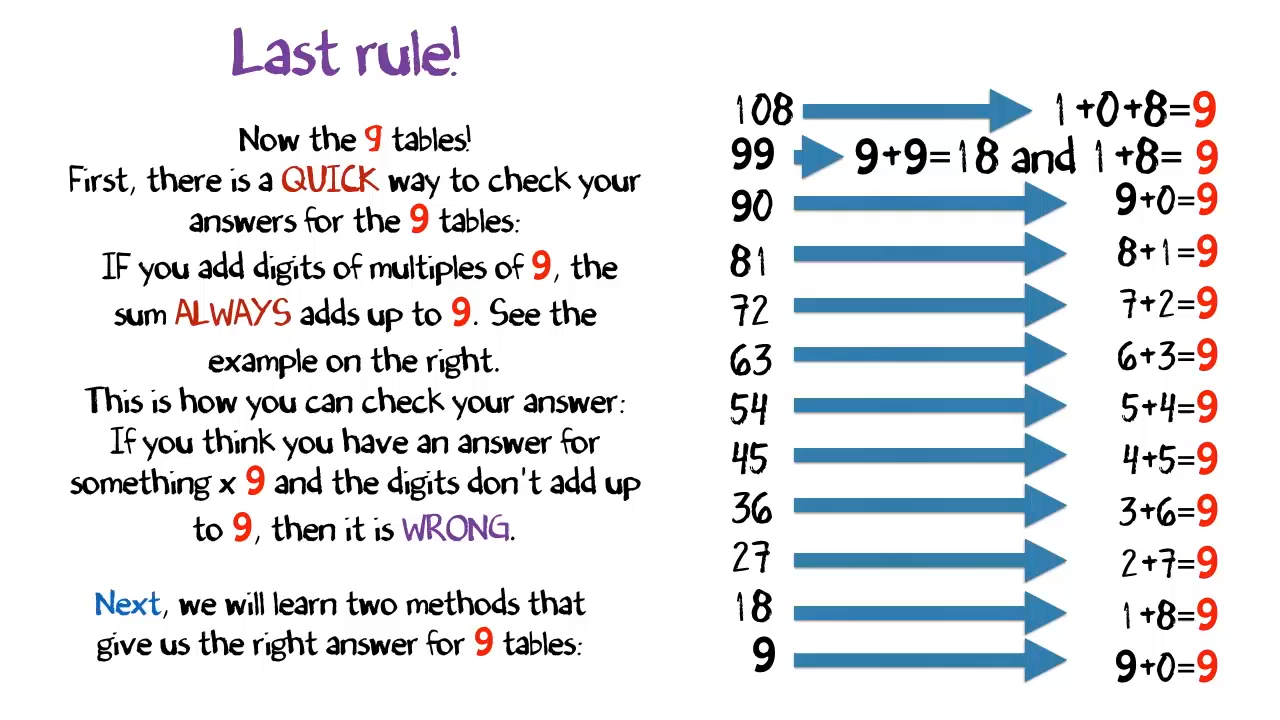 Last rule!
Now the 9 tables!
First, there is a QUICK way to check your
answers for the 9 tables:
IF you add digits of multiples of 9, the
sum ALWAYS adds up to 9. See the
example on the right.
This is how you can check your answer:
If you think you have an answer for
something x 9 and the digits don't add up
to 9, then it is WRONG.
Next, we will learn two methods that
give us the right answer for 9 tables:
108 1+0+8=9
99 9+9=18 and 1+8= 9
90 9+0=9
81 8+1=9
72 7+2=9
63 6+3=9
54 5+4=9
45 4+5=9
36 3+6=9
27 2+7=9
18 1+8=9
9 9+0=9